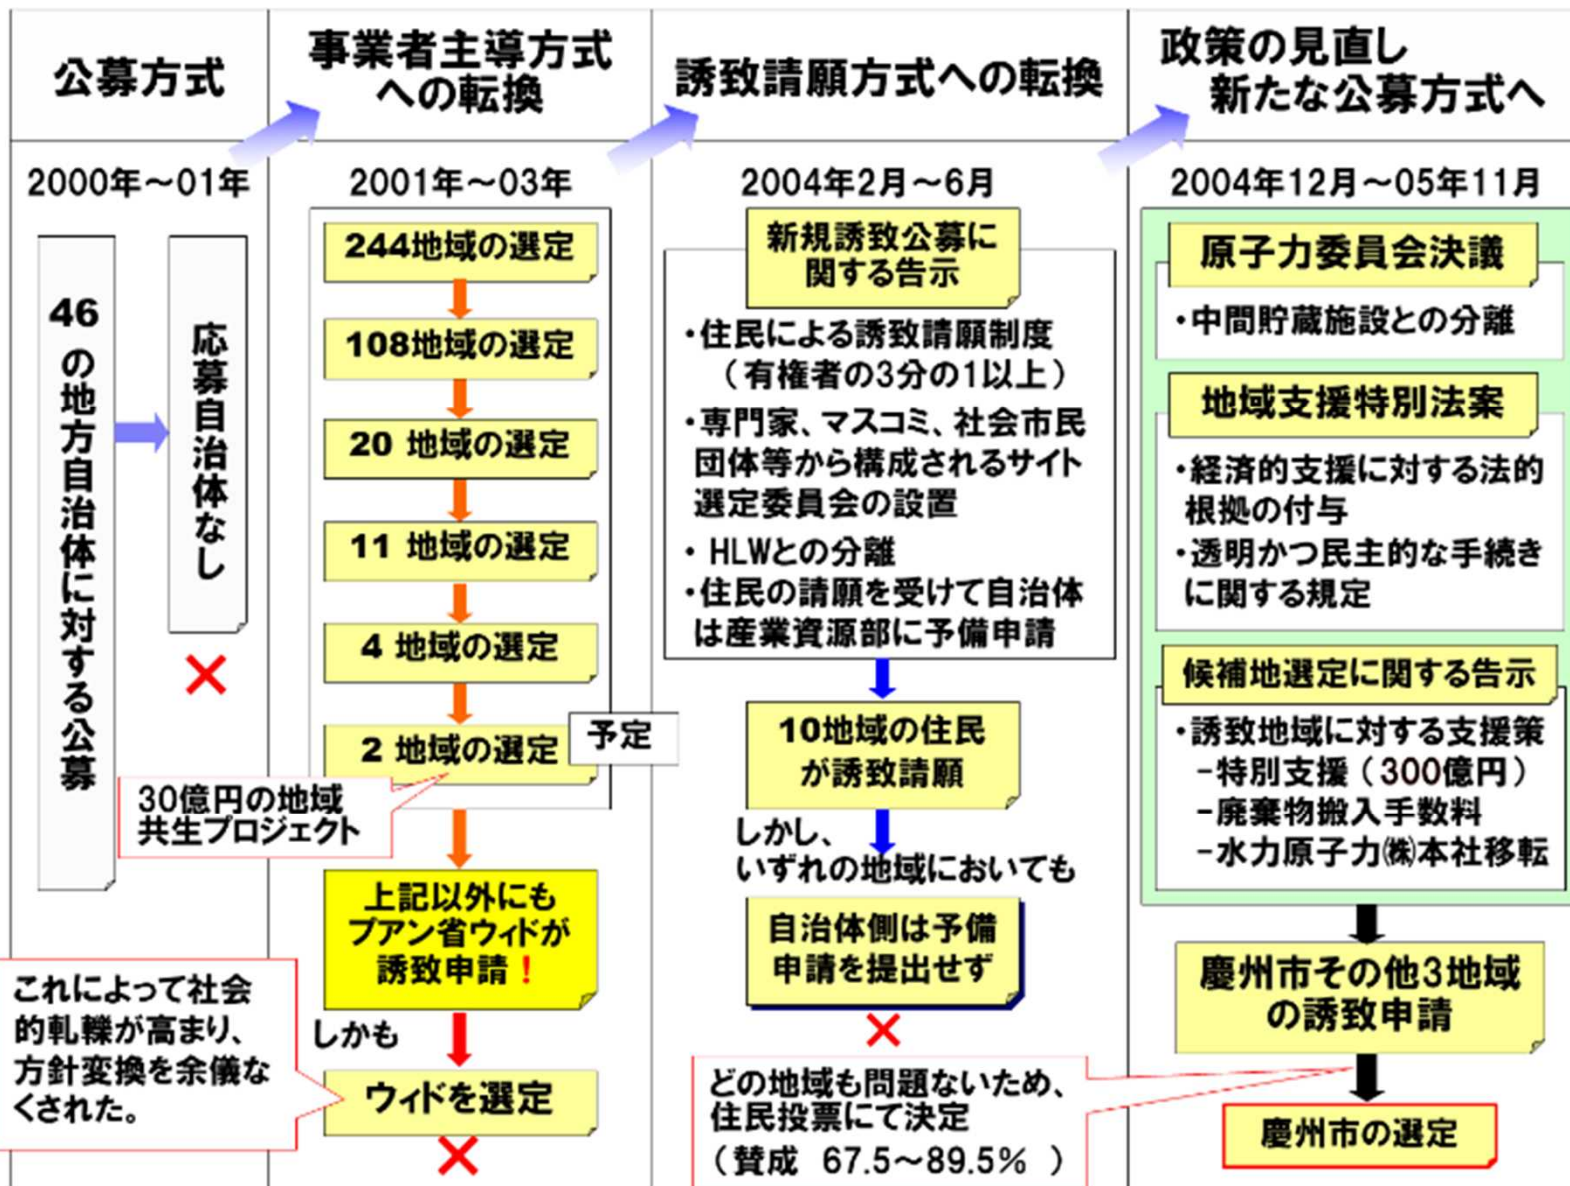 公募方式
2000年～01年
46の地方自治体に対する公募
応募自治体なし
事業者主導方式
への転換
2001年～03年
244地域の選定
108地域の選定
20 地域の選定
11 地域の選定
4 地域の選定
2 地域の選定
予定
30億円の地域
共生プロジェクト
上記以外にも
プアン省ウィドが
誘致申請！
しかも
ウィドを選定
これによって社会
的軋轢が高まり、
方針変換を余儀な
くされた。
誘致請願方式への転換
2004年2月～6月
新規誘致公募に
関する告示
・住民による誘致請願制度
（有権者の3分の1以上）
・専門家、マスコミ、社会市民
団体等から構成されるサイト
選定委員会の設置
・ HLWとの分離
・住民の請願を受けて自治体
は産業資源部に予備申請
10地域の住民
が誘致請願
しかし、
いずれの地域においても
自治体側は予備
申請を提出せず
どの地域も問題ないため、
住民投票にて決定
（賛成 67.5～89.5% ）
政策の見直し
新たな公募方式へ
2004年12月～05年11月
原子力委員会決議
・中間貯蔵施設との分離
地域支援特別法案
・経済的支援に対する法的
根拠の付与
・透明かつ民主的な手続き
に関する規定
候補地選定に関する告示
・誘致地域に対する支援策
－特別支援（300億円）
－廃棄物搬入手数料
－水力原子力㈱本社移転
慶州市その他3地域
の誘致申請
慶州市の選定